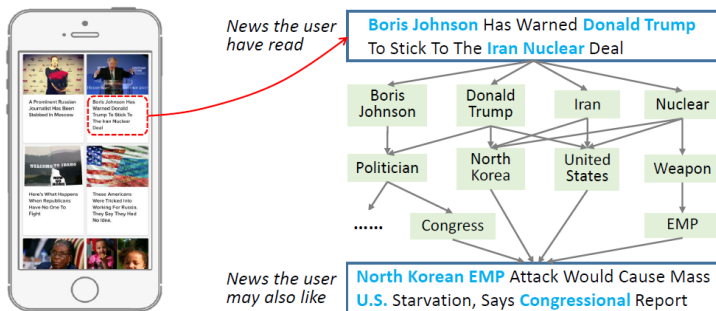 News the user
have read
Boris Johnson Has Warned Donald Trump
To Stick To The Iran Nuclear Deal
A Prominent Russian
Journalist Has Been
Stabbed In Moscow
Boris Johnson Has
Warned Donald
Trump To Stick To
The Iran Nuclear
Deal
Here's What Happens
When Republicans
Have No One To
Fight
These Americans
Were Tricked Into
Working For Russia.
They Say They Had
No Idea.
Boris
Johnson
Donald
Trump
Iran
Nuclear
Politician
North
Korea
United
States
Weapon
......
Congress
EMP
News the user
may also like
North Korean EMP Attack Would Cause Mass
U.S. Starvation, Says Congressional Report